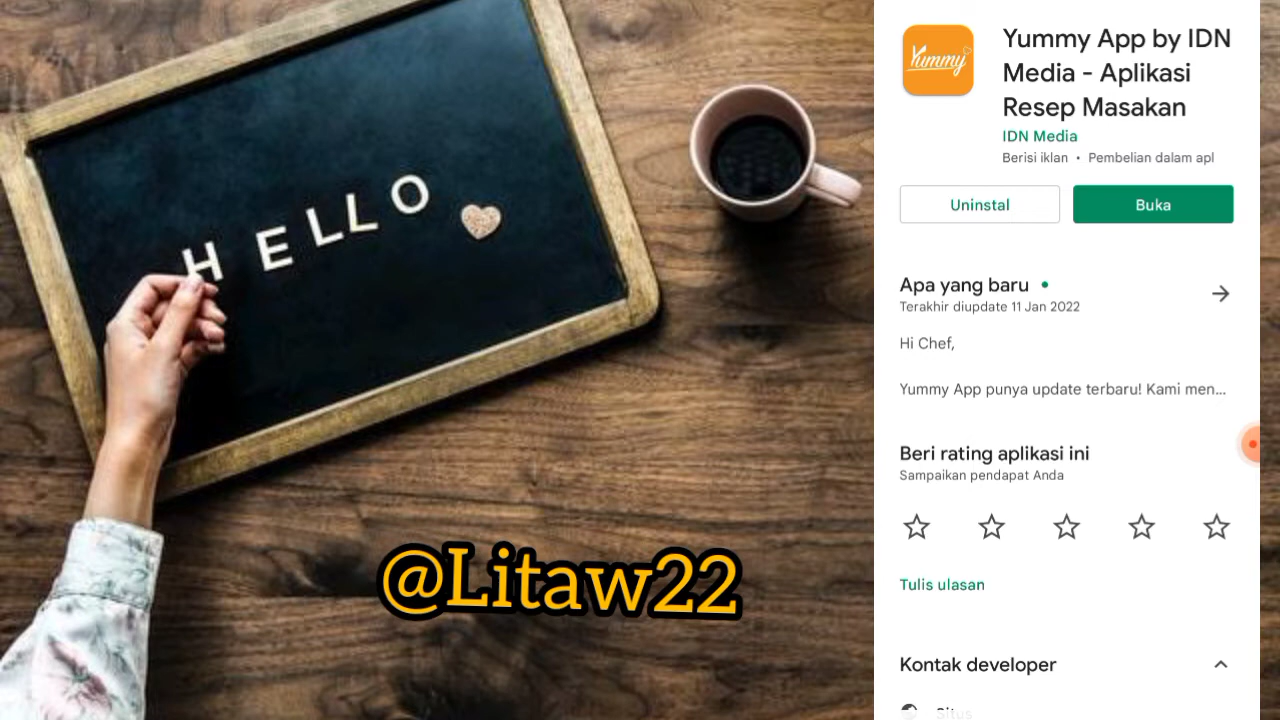 HELLO
@Litaw22
Yummy
Yummy App by IDN
Media - Aplikasi
Resep Masakan
IDN Media
Berisi iklan • Pembelian dalam apl
Uninstal
Buka
Apa yang baru
Terakhir diupdate 11 Jan 2022
Hi Chef,
Yummy App punya update terbaru! Kami men...
Beri rating aplikasi ini
Sampaikan pendapat Anda
Tulis ulasan
Kontak developer
Situs